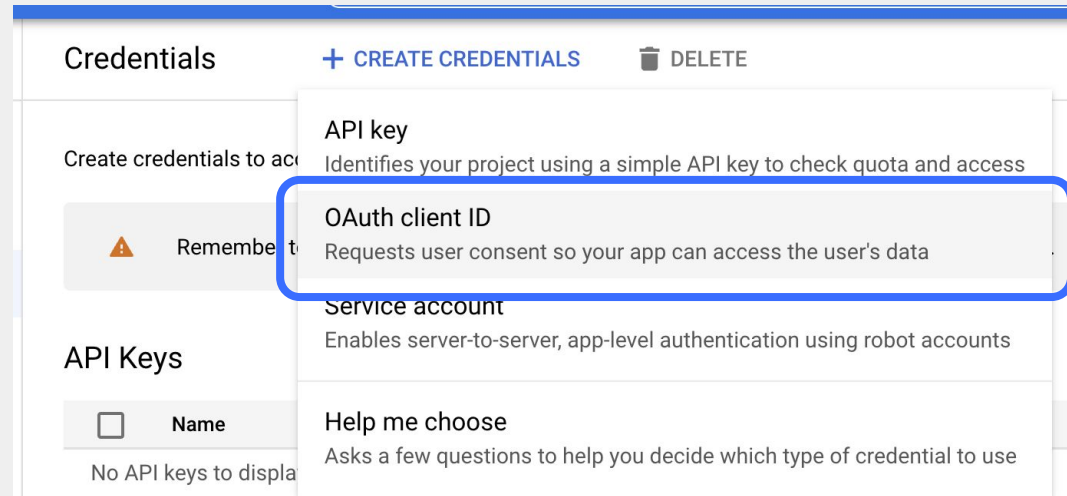 Credentials
CREATE CREDENTIALS
DELETE
API key
Identifies your project using a simple API key to check quota and access
Create credentials to
OAuth client ID
Requests user consent so your app can access the user's data
Remember
Service account
Enables server-to-server, app-level authentication using robot accounts
API Keys
Help me choose
Asks a few questions to help you decide which type of credential to use
Name
No API keys to